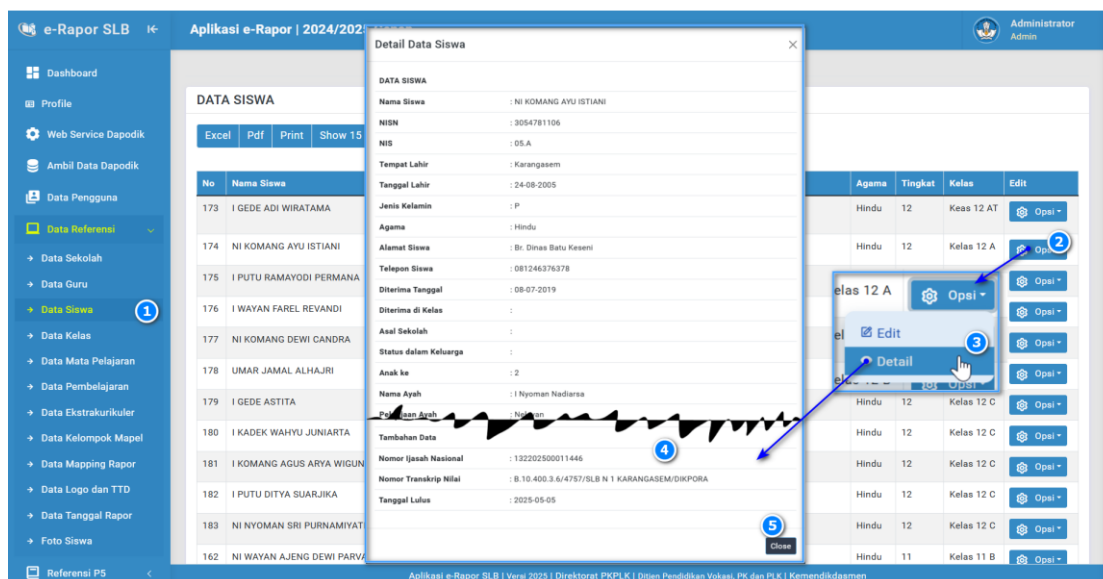 e-Rapor SLB
Aplikasi e-Rapor | 2024/202
Administrator
Admin
Dashboard
Profile
Web Service Dapodik
Ambil Data Dapodik
Data Pengguna
Data Referensi
Data Sekolah
Data Guru
Data Siswa
1
Data Kelas
Data Mata Pelajaran
Data Pembelajaran
Data Ekstrakurikuler
Data Kelompok Mapel
Data Mapping Rapor
Data Logo dan TTD
Data Tanggal Rapor
Foto Siswa
Referensi P5
DATA SISWA
Excel Pdf Print Show 15
No Nama Siswa Agama Tingkat Kelas Edit
173 I GEDE ADI WIRATAMA Hindu 12 Keas 12 AT Opsi
174 NI KOMANG AYU ISTIANI Hindu 12 Kelas 12 A
2
175 I PUTU RAMAYODI PERMANA Opsi
176 I WAYAN FAREL REVANDI Opsi
177 NI KOMANG DEWI CANDRA Opsi
178 UMAR JAMAL ALHAJRI Opsi
179 I GEDE ASTITA Hindu 12 Kelas 12 C Opsi
180 I KADEK WAHYU JUNIARTA Hindu 12 Kelas 12 C Opsi
181 I KOMANG AGUS ARYA WIGUN Hindu 12 Kelas 12 C Opsi
182 I PUTU DITYA SUARJIKA Hindu 12 Kelas 12 C Opsi
183 NI NYOMAN SRI PURNAMIYATI Hindu 12 Kelas 12 C Opsi
162 NI WAYAN AJENG DEWI PARVA Hindu 11 Kelas 11 B Opsi
Detail Data Siswa
DATA SISWA
Nama Siswa : NI KOMANG AYU ISTIANI
NISN : 3054781106
NIS : 05.A
Tempat Lahir : Karangasem
Tanggal Lahir : 24-08-2005
Jenis Kelamin : P
Agama : Hindu
Alamat Siswa : Br. Dinas Batu Keseni
Telepon Siswa : 081246376378
Diterima Tanggal : 08-07-2019
Diterima di Kelas :
Asal Sekolah :
Status dalam Keluarga :
Anak ke : 2
Nama Ayah : I Nyoman Nadiarsa
Ayah
Tambahan Data
4
Nomor Ijasah Nasional : 132202500011446
Nomor Transkrip Nilai : B.10.400.3.6/4757/SLB N 1 KARANGASEM/DIKPORA
Tanggal Lulus : 2025-05-05
5
Close
elas 12 A Opsi
Edit
3
Detail
Aplikasi e-Rapor SLB | Versi 2025 | Direktorat PKPLK | Ditjen Pendidikan Vokasi, PK dan PLK | Kemendikdasmen